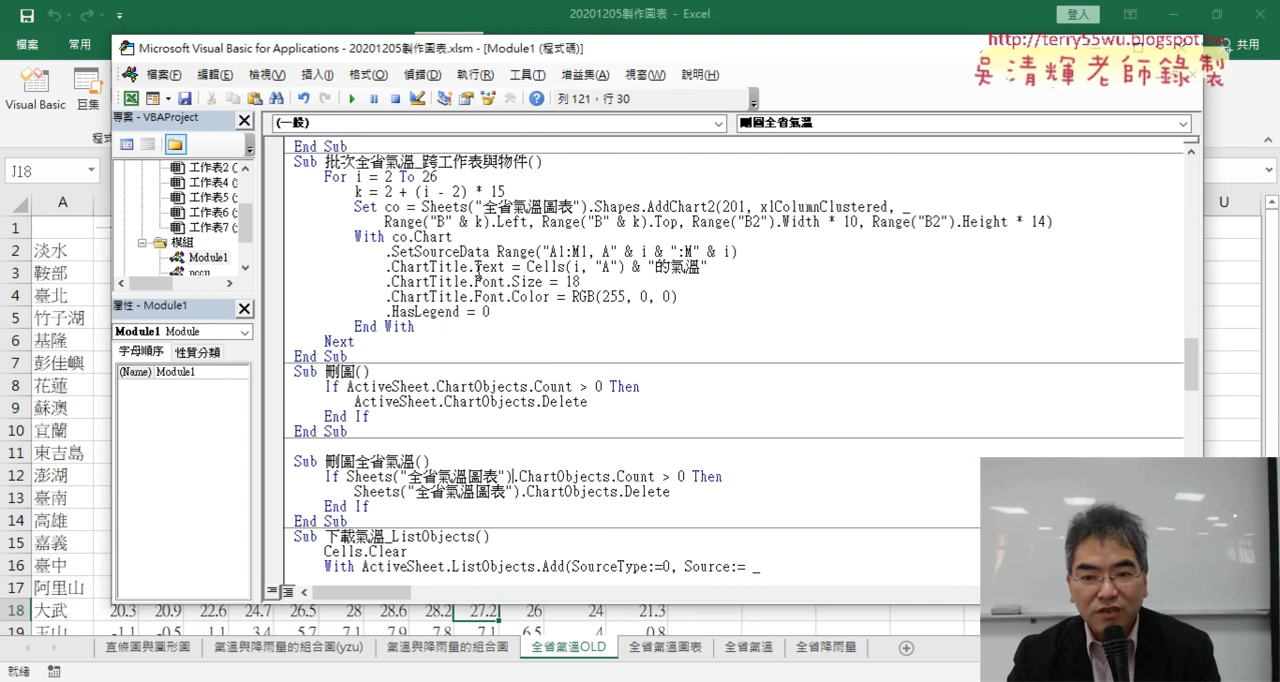 20201205製作圖表 - Excel
登入
檔案
常用
共用
http://terry55wu.blogspot.tw
吳清輝老師錄製
Visual Basic
巨集
程式
J18
Microsoft Visual Basic for Applications - 20201205製作圖表.xlsm - [Module1 (程式碼)]
檔案(F) 編輯(E) 檢視(V) 插入(I) 格式(O) 偵錯(D) 執行(R) 工具(T) 增益集(A) 視窗(W) 說明(H)
列 121，行 30
專案 - VBAProject
工作表2 (
工作表4 (
工作表5 (
工作表6 (
工作表7 (
模組
Module1
屬性 - Module1
Module1 Module
字母順序 性質分類
(Name) Module1
(一般)
刪圖全省氣溫
End Sub
Sub 批次全省氣溫_跨工作表與物件()
For i = 2 To 26
k = 2 + (i - 2) * 15
Set co = Sheets("全省氣溫圖表").Shapes.AddChart2(201, xlColumnClustered, _
Range("B" & k).Left, Range("B" & k).Top, Range("B2").Width * 10, Range("B2").Height * 14)
With co.Chart
.SetSourceData Range("A1:M1, A" & i & ":M" & i)
.ChartTitle.Text = Cells(i, "A") & "的氣溫"
.ChartTitle.Font.Size = 18
.ChartTitle.Font.Color = RGB(255, 0, 0)
.HasLegend = 0
End With
Next
End Sub
Sub 刪圖()
If ActiveSheet.ChartObjects.Count > 0 Then
ActiveSheet.ChartObjects.Delete
End If
End Sub
Sub 刪圖全省氣溫()
If Sheets("全省氣溫圖表").ChartObjects.Count > 0 Then
Sheets("全省氣溫圖表").ChartObjects.Delete
End If
End Sub
Sub 下載氣溫_ListObjects()
Cells.Clear
With ActiveSheet.ListObjects.Add(SourceType:=0, Source:= _
A
U
1
2 淡水
3 鞍部
4 臺北
5 竹子湖
6 基隆
7 彭佳嶼
8 花蓮
9 蘇澳
10 宜蘭
11 東吉島
12 澎湖
13 臺南
14 高雄
15 嘉義
16 臺中
17 阿里山
18 大武 20.3 20.9 22.6 24.7 26.5 28 28.6 28.2 27.2 26 24 21.3
19 玉山 -1.1 -0.5 1.1 3.4 5.7 7.1 7.9 7.8 7.1 6.5 4 0.8
直條圖與圓形圖 氣溫與降雨量的組合圖(yzu) 氣溫與降雨量的組合圖 全省氣溫OLD 全省氣溫圖表 全省氣溫 全省降雨量
就緒